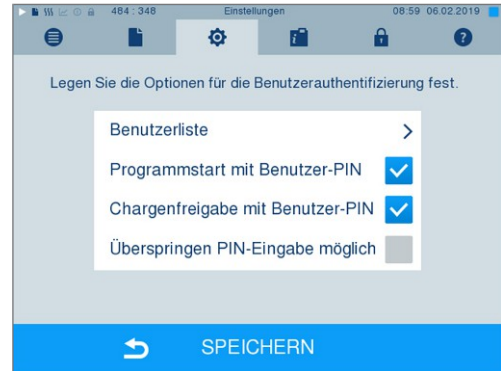 484 : 348 Einstellungen 08:59 06.02.2019
Legen Sie die Optionen für die Benutzerauthentifizierung fest.
Benutzerliste
Programmstart mit Benutzer-PIN
Chargenfreigabe mit Benutzer-PIN
Überspringen PIN-Eingabe möglich
SPEICHERN